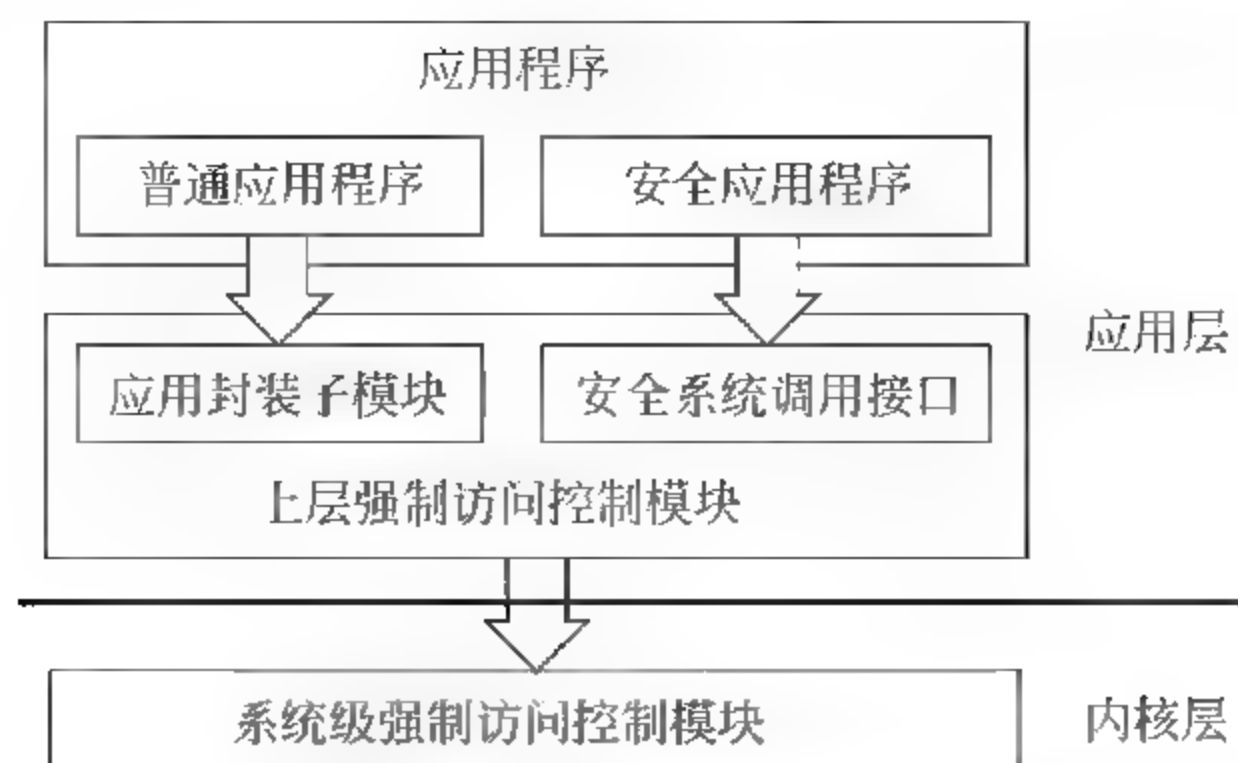 应用程序
普通应用程序
安全应用程序
应用层
应用封装子模块
安全系统调用接口
上层强制访问控制模块
系统级强制访问控制模块
内核层